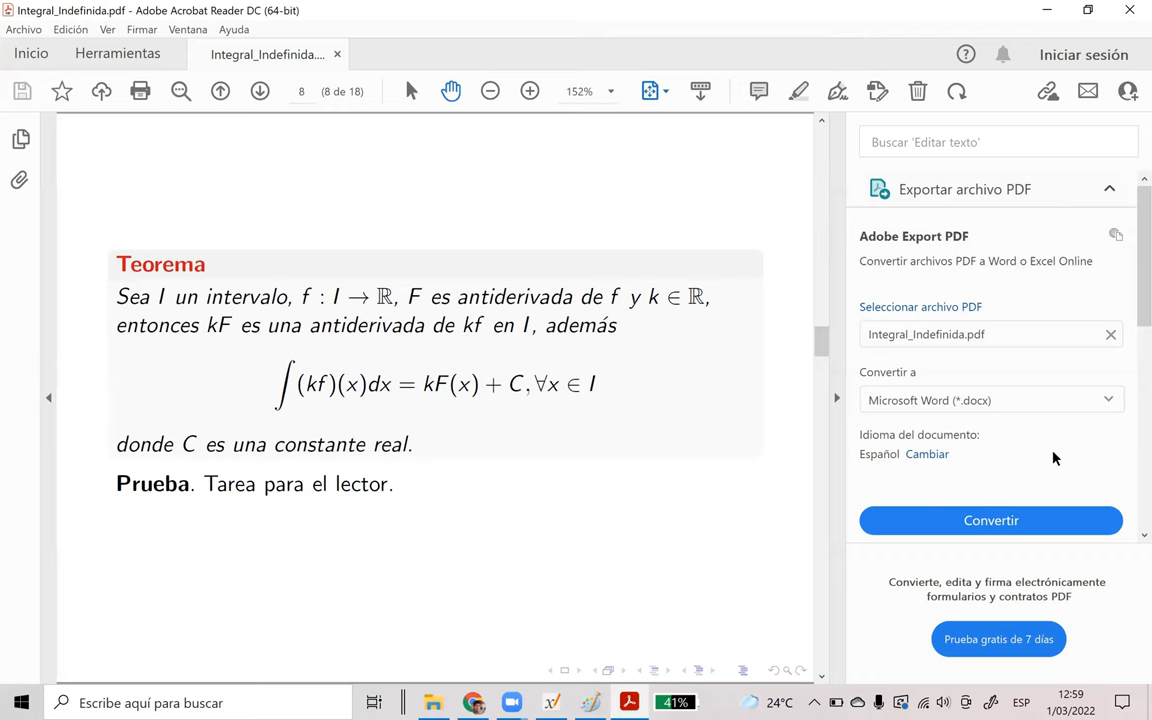 Integral_Indefinida.pdf - Adobe Acrobat Reader DC (64-bit)
Archivo Edición Ver Firmar Ventana Ayuda
Inicio Herramientas Integral_Indefinida.... × Iniciar sesión
8 (8 de 18) 152%
Buscar 'Editar texto'
Exportar archivo PDF
Adobe Export PDF
Convertir archivos PDF a Word o Excel Online
Seleccionar archivo PDF
Integral_Indefinida.pdf
Convertir a
Microsoft Word (*.docx)
Idioma del documento:
Español Cambiar
Convertir
Convierte, edita y firma electrónicamente
formularios y contratos PDF
Prueba gratis de 7 días
Teorema
Sea I un intervalo, f : I → ℝ, F es antiderivada de f y k ∈ ℝ,
entonces kF es una antiderivada de kf en I, además
∫(kf)(x)dx = kF(x) + C, ∀x ∈ I
donde C es una constante real.
Prueba. Tarea para el lector.
Escribe aquí para buscar 41% 24°C ESP 12:59
1/03/2022